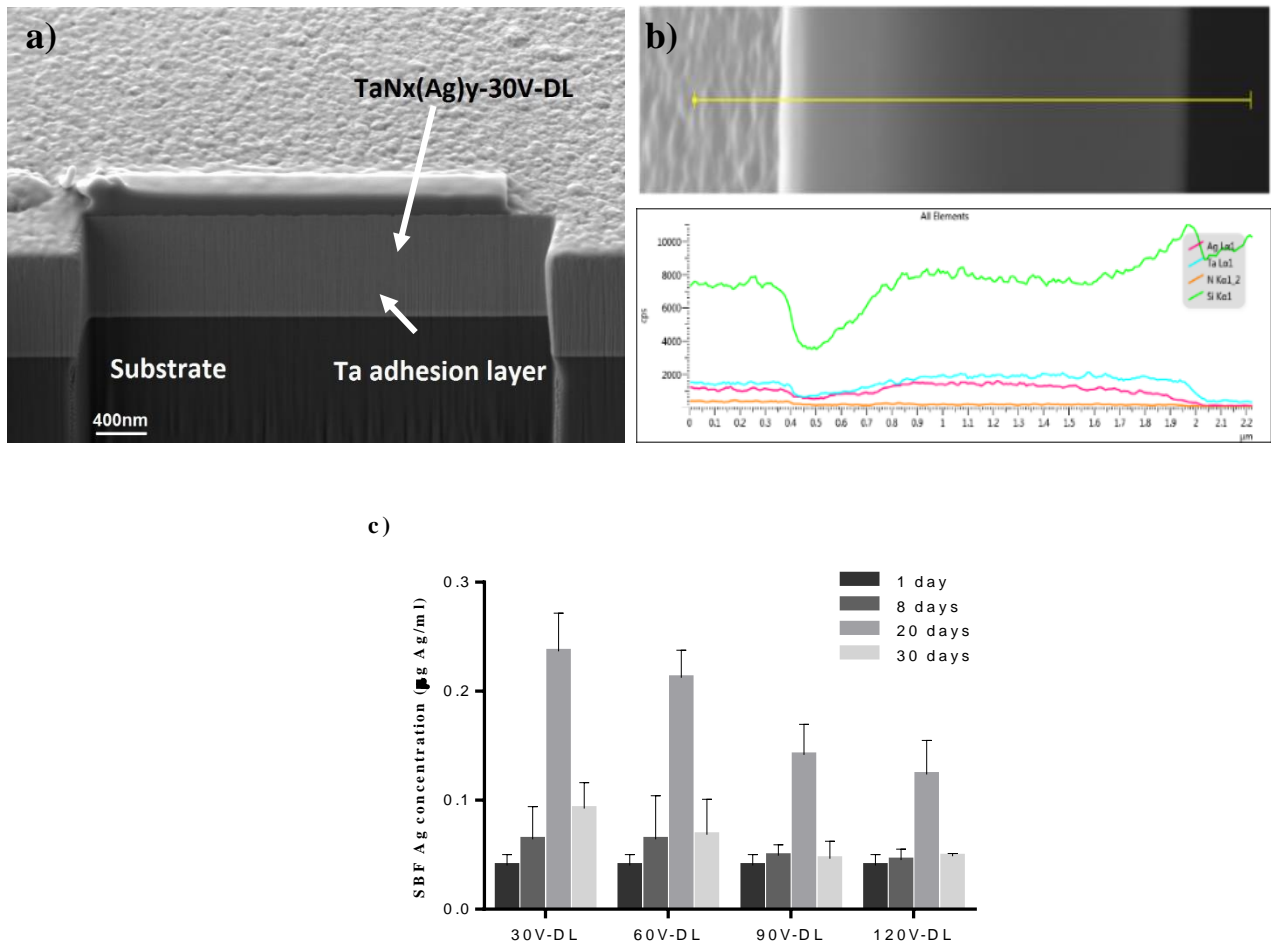 a)
TaNx(Ag)y-30V-DL
Substrate
Ta adhesion layer
400nm
b)
All Elements
10000
8000
6000
4000
2000
cps
Ag Lα1
Ta Lα1
N Kα1_2
Si Kα1
0 0.1 0.2 0.3 0.4 0.5 0.6 0.7 0.8 0.9 1 1.1 1.2 1.3 1.4 1.5 1.6 1.7 1.8 1.9 2 2.1 2.2
µm
c)
SBF Ag concentration (µg Ag/ml)
0.3
0.2
0.1
0.0
1 day
8 days
20 days
30 days
30V-DL 60V-DL 90V-DL 120V-DL